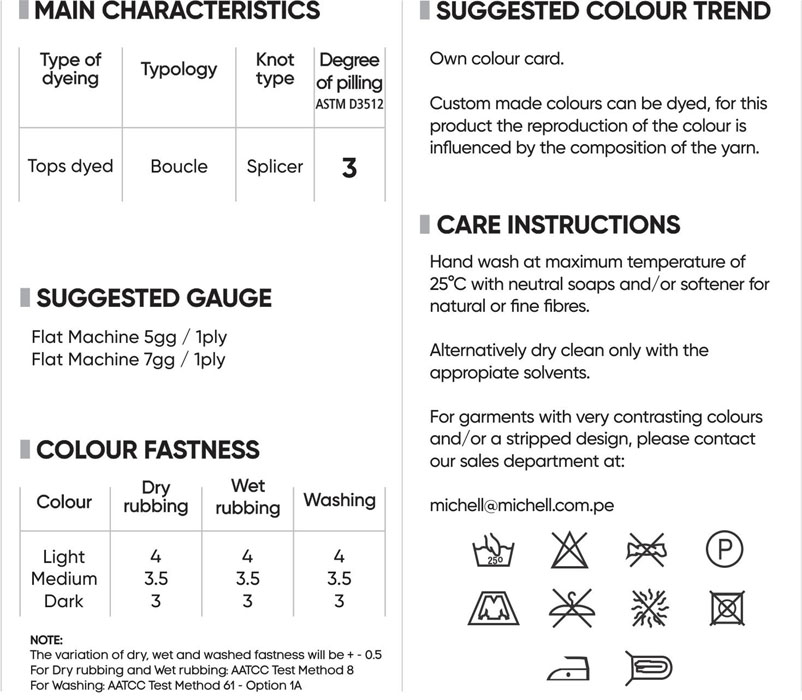 MAIN CHARACTERISTICS
Type of dyeing Typology Knot type Degree of pilling ASTM D3512
Tops dyed Boucle Splicer 3
SUGGESTED GAUGE
Flat Machine 5gg / 1ply
Flat Machine 7gg / 1ply
COLOUR FASTNESS
Colour Dry rubbing Wet rubbing Washing
Light 4 4 4
Medium 3.5 3.5 3.5
Dark 3 3 3
NOTE:
The variation of dry, wet and washed fastness will be + - 0.5
For Dry rubbing and Wet rubbing: AATCC Test Method 8
For Washing: AATCC Test Method 61 - Option 1A
SUGGESTED COLOUR TREND
Own colour card.
Custom made colours can be dyed, for this
product the reproduction of the colour is
influenced by the composition of the yarn.
CARE INSTRUCTIONS
Hand wash at maximum temperature of
25°C with neutral soaps and/or softener for
natural or fine fibres.
Alternatively dry clean only with the
appropiate solvents.
For garments with very contrasting colours
and/or a stripped design, please contact
our sales department at:
michell@michell.com.pe
25º
P